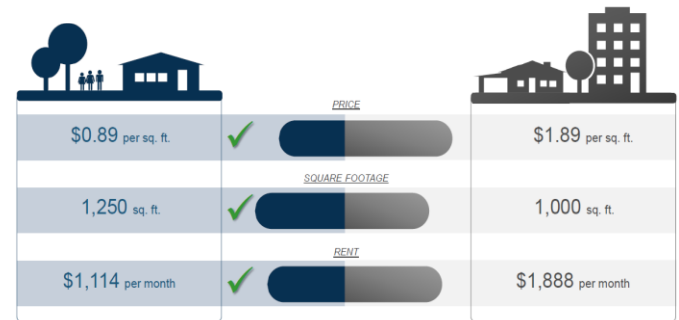 PRICE
$0.89 per sq. ft.
$1.89 per sq. ft.
SQUARE FOOTAGE
1,250 sq. ft.
1,000 sq. ft.
RENT
$1,114 per month
$1,888 per month